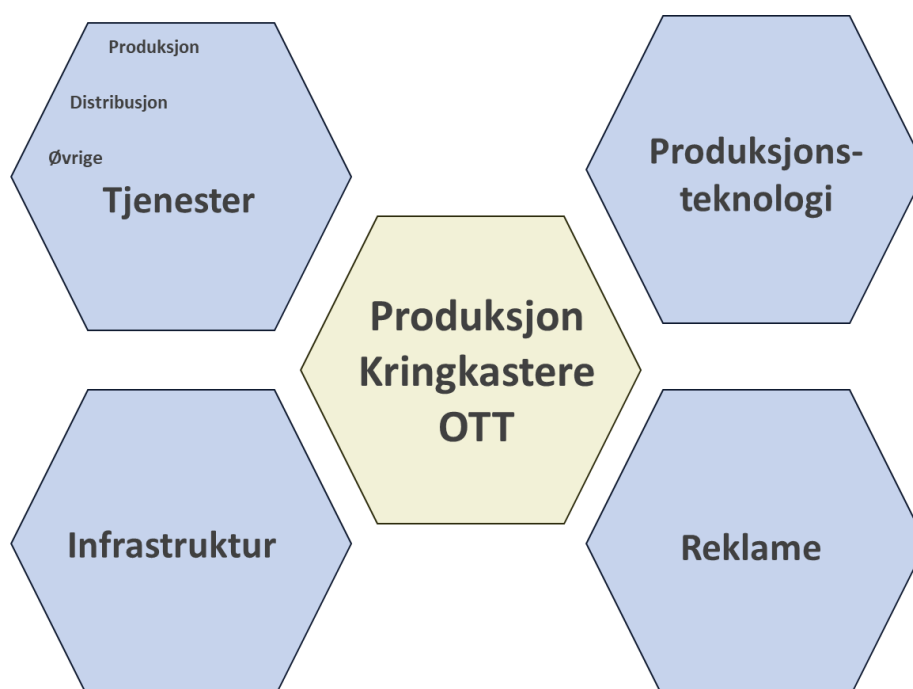 Produksjon
Distribusjon
Øvrige
Tjenester
Produksjons-
teknologi
Produksjon
Kringkastere
OTT
Infrastruktur
Reklame